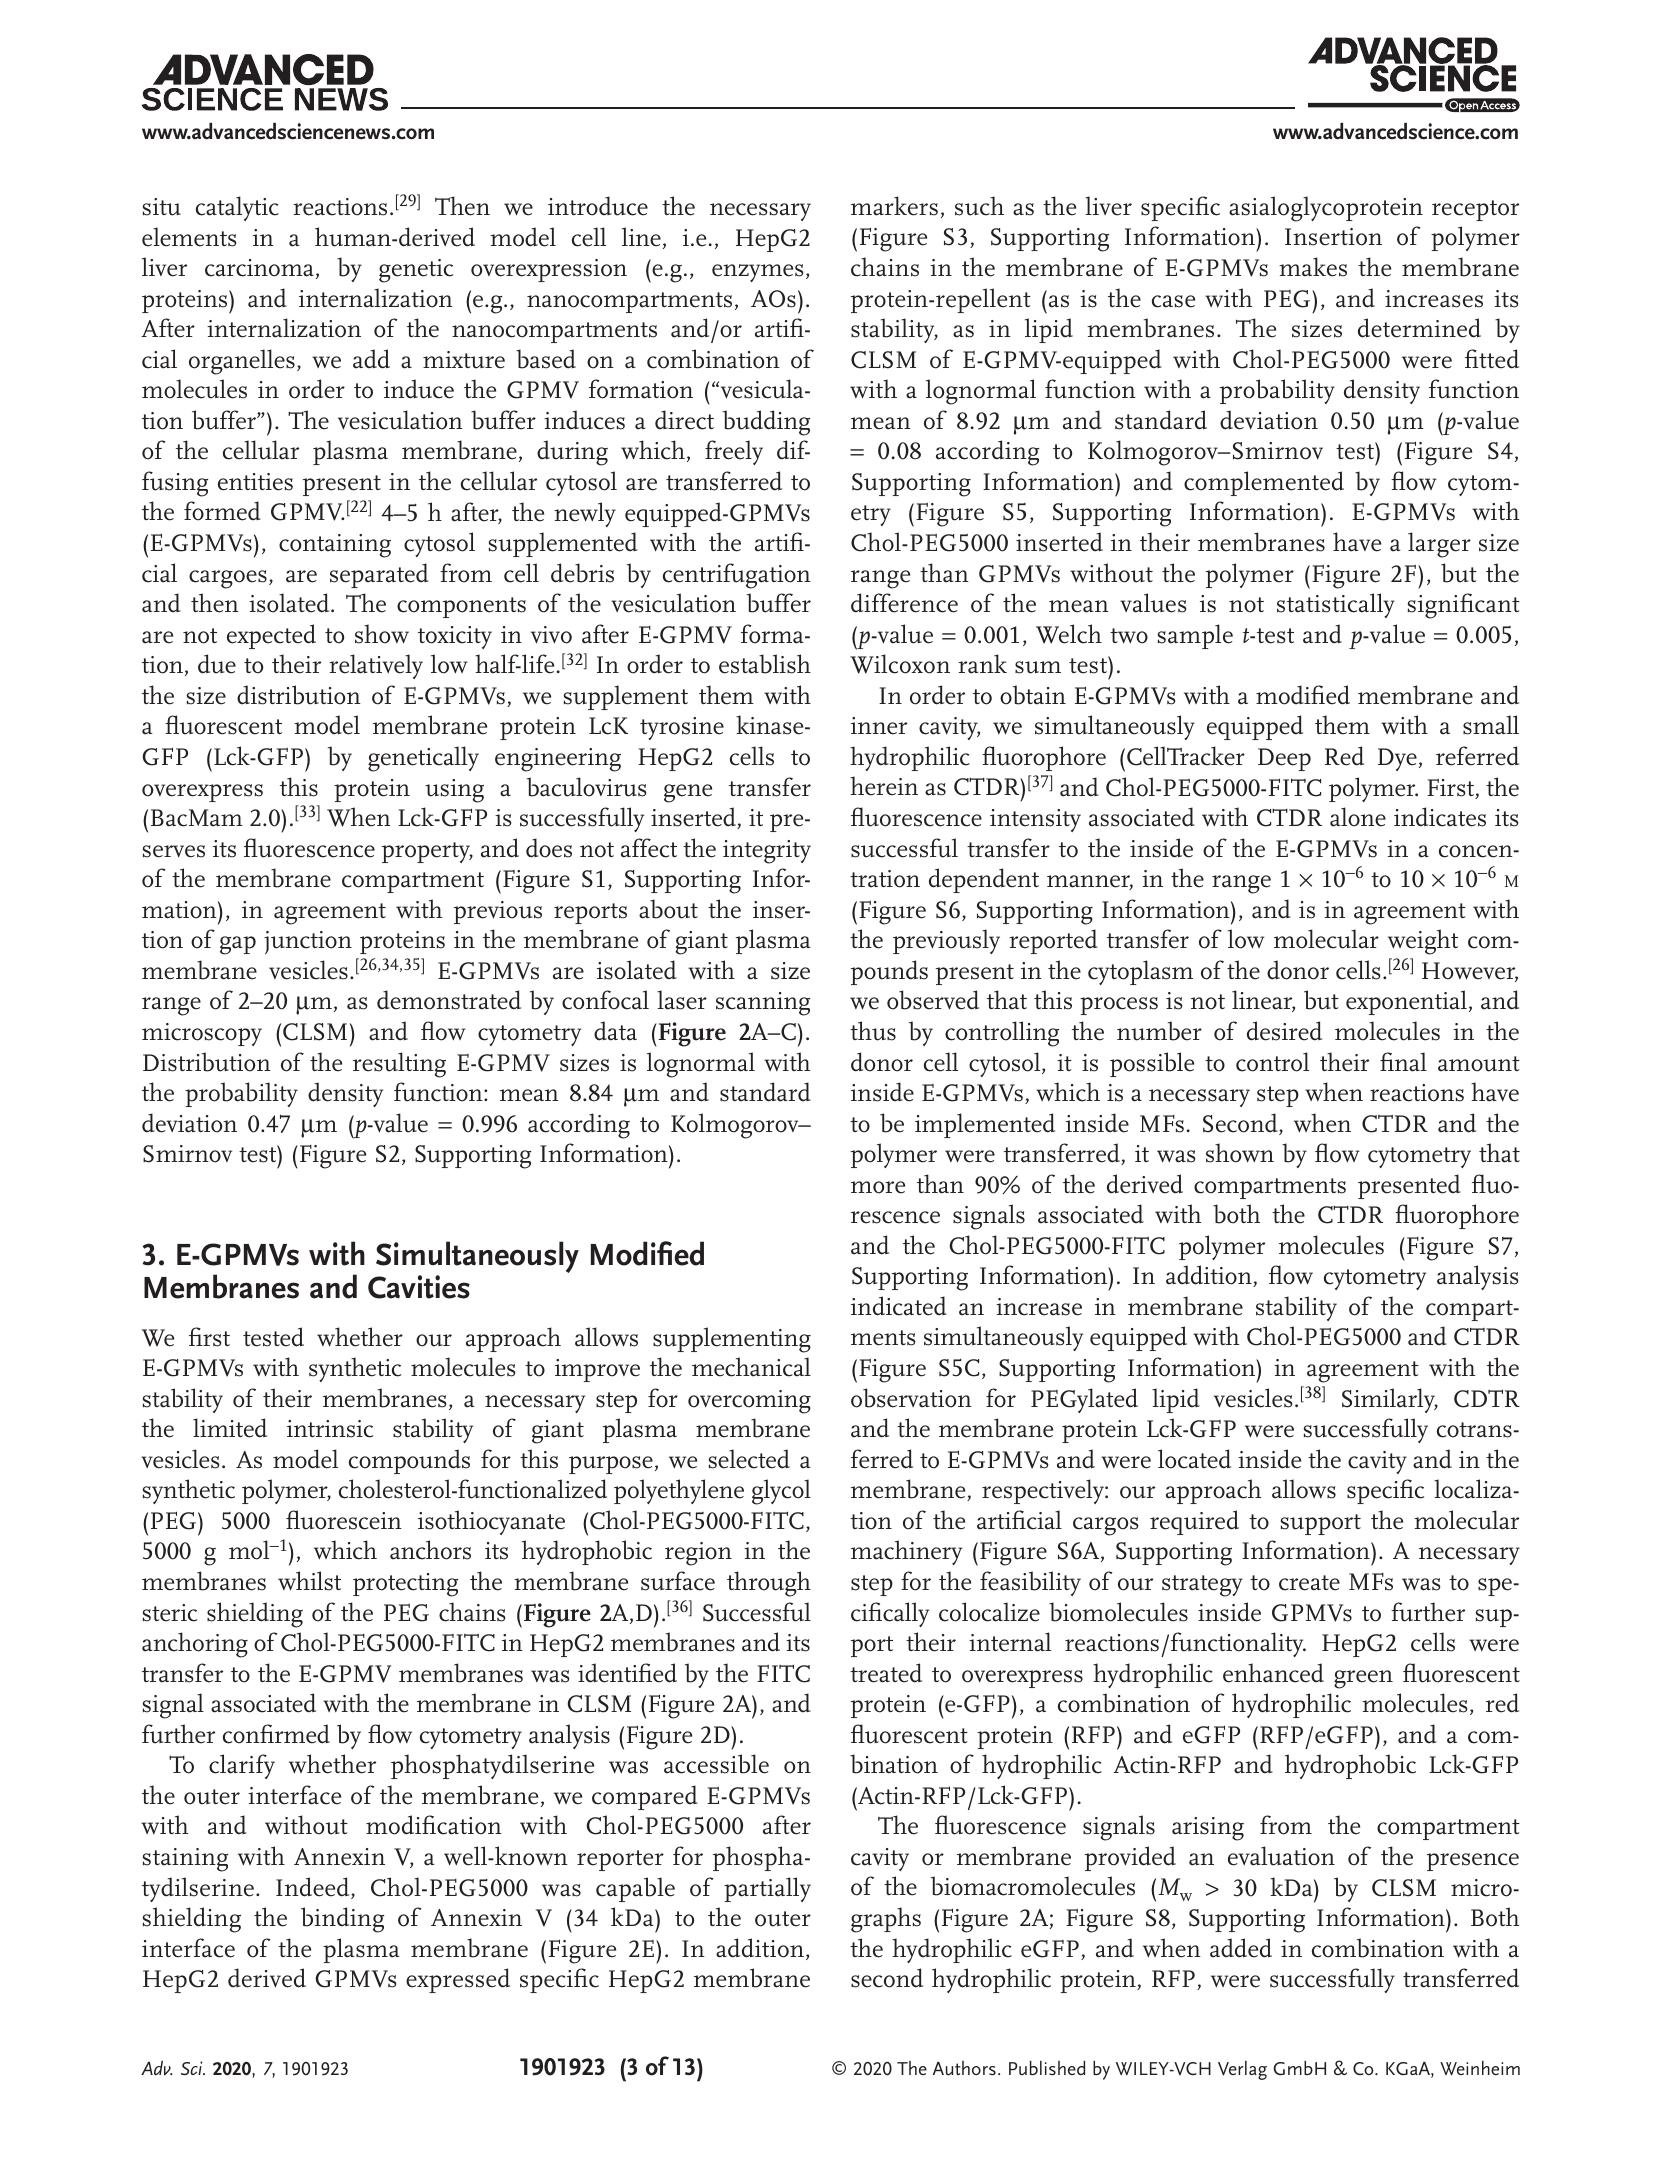 ADVANCED
SCIENCE NEWS
www.advancedsciencenews.com
ADVANCED
SCIENCE
Open Access
www.advancedscience.com
situ catalytic reactions.[29] Then we introduce the necessary
elements in a human-derived model cell line, i.e., HepG2
liver carcinoma, by genetic overexpression (e.g., enzymes,
proteins) and internalization (e.g., nanocompartments, AOs).
After internalization of the nanocompartments and/or artifi-
cial organelles, we add a mixture based on a combination of
molecules in order to induce the GPMV formation (“vesicula-
tion buffer”). The vesiculation buffer induces a direct budding
of the cellular plasma membrane, during which, freely dif-
fusing entities present in the cellular cytosol are transferred to
the formed GPMV.[22] 4–5 h after, the newly equipped-GPMVs
(E-GPMVs), containing cytosol supplemented with the artifi-
cial cargoes, are separated from cell debris by centrifugation
and then isolated. The components of the vesiculation buffer
are not expected to show toxicity in vivo after E-GPMV forma-
tion, due to their relatively low half-life.[32] In order to establish
the size distribution of E-GPMVs, we supplement them with
a fluorescent model membrane protein LcK tyrosine kinase-
GFP (Lck-GFP) by genetically engineering HepG2 cells to
overexpress this protein using a baculovirus gene transfer
(BacMam 2.0).[33] When Lck-GFP is successfully inserted, it pre-
serves its fluorescence property, and does not affect the integrity
of the membrane compartment (Figure S1, Supporting Infor-
mation), in agreement with previous reports about the inser-
tion of gap junction proteins in the membrane of giant plasma
membrane vesicles.[26,34,35] E-GPMVs are isolated with a size
range of 2–20 μm, as demonstrated by confocal laser scanning
microscopy (CLSM) and flow cytometry data (Figure 2A–C).
Distribution of the resulting E-GPMV sizes is lognormal with
the probability density function: mean 8.84 μm and standard
deviation 0.47 μm (p-value = 0.996 according to Kolmogorov–
Smirnov test) (Figure S2, Supporting Information).
3. E-GPMVs with Simultaneously Modified
Membranes and Cavities
We first tested whether our approach allows supplementing
E-GPMVs with synthetic molecules to improve the mechanical
stability of their membranes, a necessary step for overcoming
the limited intrinsic stability of giant plasma membrane
vesicles. As model compounds for this purpose, we selected a
synthetic polymer, cholesterol-functionalized polyethylene glycol
(PEG) 5000 fluorescein isothiocyanate (Chol-PEG5000-FITC,
5000 g mol–1), which anchors its hydrophobic region in the
membranes whilst protecting the membrane surface through
steric shielding of the PEG chains (Figure 2A,D).[36] Successful
anchoring of Chol-PEG5000-FITC in HepG2 membranes and its
transfer to the E-GPMV membranes was identified by the FITC
signal associated with the membrane in CLSM (Figure 2A), and
further confirmed by flow cytometry analysis (Figure 2D).
To clarify whether phosphatydilserine was accessible on
the outer interface of the membrane, we compared E-GPMVs
with and without modification with Chol-PEG5000 after
staining with Annexin V, a well-known reporter for phospha-
tydilserine. Indeed, Chol-PEG5000 was capable of partially
shielding the binding of Annexin V (34 kDa) to the outer
interface of the plasma membrane (Figure 2E). In addition,
HepG2 derived GPMVs expressed specific HepG2 membrane
markers, such as the liver specific asialoglycoprotein receptor
(Figure S3, Supporting Information). Insertion of polymer
chains in the membrane of E-GPMVs makes the membrane
protein-repellent (as is the case with PEG), and increases its
stability, as in lipid membranes. The sizes determined by
CLSM of E-GPMV-equipped with Chol-PEG5000 were fitted
with a lognormal function with a probability density function
mean of 8.92 μm and standard deviation 0.50 μm (p-value
= 0.08 according to Kolmogorov–Smirnov test) (Figure S4,
Supporting Information) and complemented by flow cytom-
etry (Figure S5, Supporting Information). E-GPMVs with
Chol-PEG5000 inserted in their membranes have a larger size
range than GPMVs without the polymer (Figure 2F), but the
difference of the mean values is not statistically significant
(p-value = 0.001, Welch two sample t-test and p-value = 0.005,
Wilcoxon rank sum test).
In order to obtain E-GPMVs with a modified membrane and
inner cavity, we simultaneously equipped them with a small
hydrophilic fluorophore (CellTracker Deep Red Dye, referred
herein as CTDR)[37] and Chol-PEG5000-FITC polymer. First, the
fluorescence intensity associated with CTDR alone indicates its
successful transfer to the inside of the E-GPMVs in a concen-
tration dependent manner, in the range 1 × 10–6 to 10 × 10–6 M
(Figure S6, Supporting Information), and is in agreement with
the previously reported transfer of low molecular weight com-
pounds present in the cytoplasm of the donor cells.[26] However,
we observed that this process is not linear, but exponential, and
thus by controlling the number of desired molecules in the
donor cell cytosol, it is possible to control their final amount
inside E-GPMVs, which is a necessary step when reactions have
to be implemented inside MFs. Second, when CTDR and the
polymer were transferred, it was shown by flow cytometry that
more than 90% of the derived compartments presented fluo-
rescence signals associated with both the CTDR fluorophore
and the Chol-PEG5000-FITC polymer molecules (Figure S7,
Supporting Information). In addition, flow cytometry analysis
indicated an increase in membrane stability of the compart-
ments simultaneously equipped with Chol-PEG5000 and CTDR
(Figure S5C, Supporting Information) in agreement with the
observation for PEGylated lipid vesicles.[38] Similarly, CDTR
and the membrane protein Lck-GFP were successfully cotrans-
ferred to E-GPMVs and were located inside the cavity and in the
membrane, respectively: our approach allows specific localiza-
tion of the artificial cargos required to support the molecular
machinery (Figure S6A, Supporting Information). A necessary
step for the feasibility of our strategy to create MFs was to spe-
cifically colocalize biomolecules inside GPMVs to further sup-
port their internal reactions/functionality. HepG2 cells were
treated to overexpress hydrophilic enhanced green fluorescent
protein (e-GFP), a combination of hydrophilic molecules, red
fluorescent protein (RFP) and eGFP (RFP/eGFP), and a com-
bination of hydrophilic Actin-RFP and hydrophobic Lck-GFP
(Actin-RFP/Lck-GFP).
The fluorescence signals arising from the compartment
cavity or membrane provided an evaluation of the presence
of the biomacromolecules (Mw > 30 kDa) by CLSM micro-
graphs (Figure 2A; Figure S8, Supporting Information). Both
the hydrophilic eGFP, and when added in combination with a
second hydrophilic protein, RFP, were successfully transferred
Adv. Sci. 2020, 7, 1901923
1901923 (3 of 13)
© 2020 The Authors. Published by WILEY-VCH Verlag GmbH & Co. KGaA, Weinheim